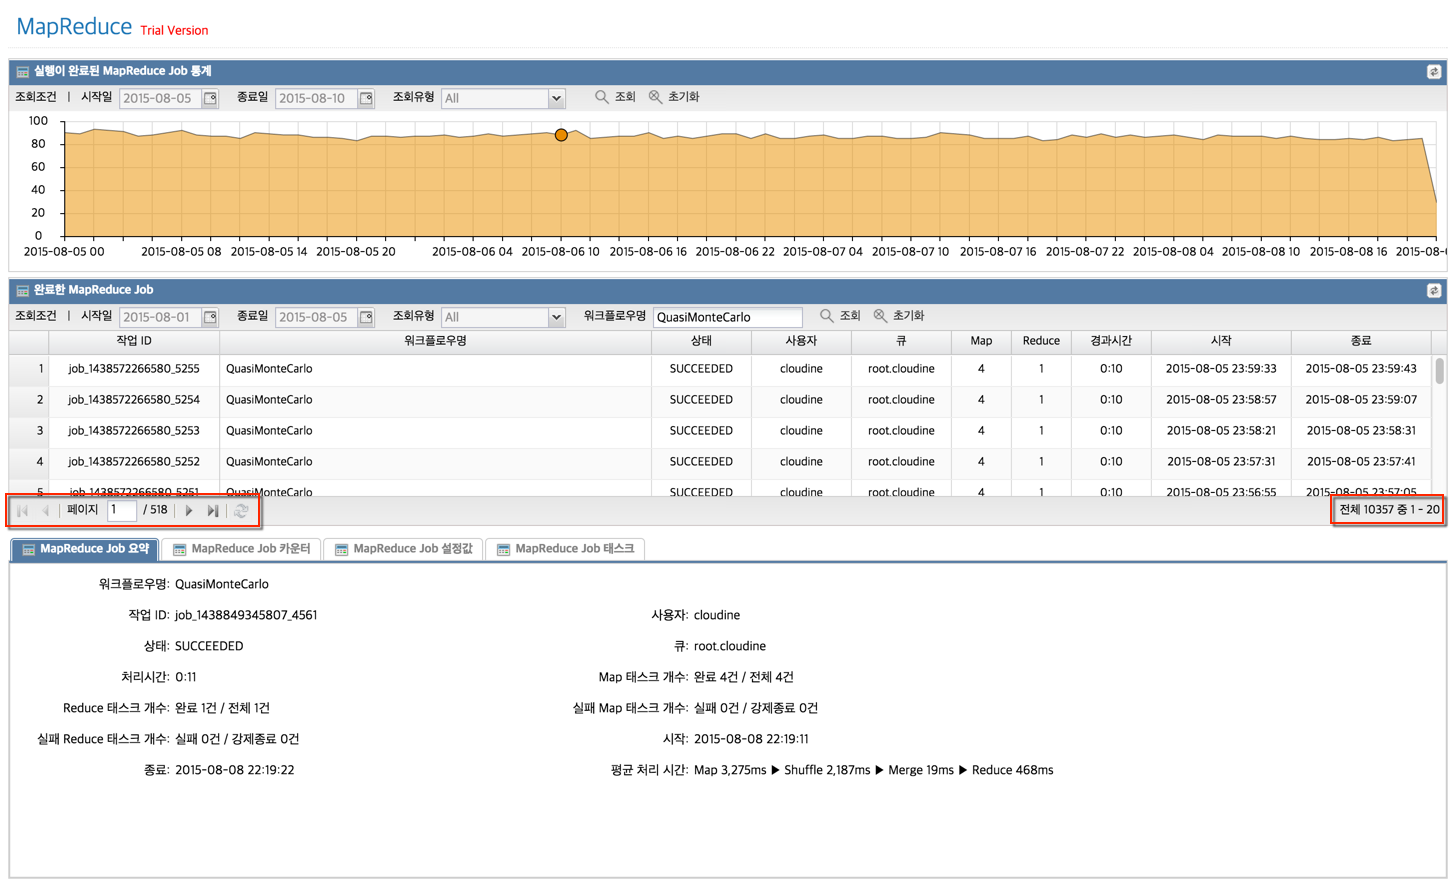 MapReduce Trial Version
실행이 완료된 MapReduce Job 통계
조회조건 | 시작일 2015-08-05 종료일 2015-08-10 조회유형 All 조회 초기화
100
80
60
40
20
0
2015-08-05 00 2015-08-05 08 2015-08-05 14 2015-08-05 20 2015-08-06 04 2015-08-06 10 2015-08-06 16 2015-08-06 22 2015-08-07 04 2015-08-07 10 2015-08-07 16 2015-08-07 22 2015-08-08 04 2015-08-08 10 2015-08-08 16 2015-08-
완료한 MapReduce Job
조회조건 | 시작일 2015-08-01 종료일 2015-08-05 조회유형 All 워크플로우명 QuasiMonteCarlo 조회 초기화
작업 ID 워크플로우명 상태 사용자 큐 Map Reduce 경과시간 시작 종료
1 job_1438572266580_5255 QuasiMonteCarlo SUCCEEDED cloudine root.cloudine 4 1 0:10 2015-08-05 23:59:33 2015-08-05 23:59:43
2 job_1438572266580_5254 QuasiMonteCarlo SUCCEEDED cloudine root.cloudine 4 1 0:10 2015-08-05 23:58:57 2015-08-05 23:59:07
3 job_1438572266580_5253 QuasiMonteCarlo SUCCEEDED cloudine root.cloudine 4 1 0:10 2015-08-05 23:58:21 2015-08-05 23:58:31
4 job_1438572266580_5252 QuasiMonteCarlo SUCCEEDED cloudine root.cloudine 4 1 0:10 2015-08-05 23:57:31 2015-08-05 23:57:41
5 job_1438572266580_5251 QuasiMonteCarlo SUCCEEDED cloudine root.cloudine 4 1 0:10 2015-08-05 23:56:55 2015-08-05 23:57:05
페이지 1 / 518 전체 10357 중 1 - 20
MapReduce Job 요약 MapReduce Job 카운터 MapReduce Job 설정값 MapReduce Job 태스크
워크플로우명: QuasiMonteCarlo
작업 ID: job_1438849345807_4561 사용자: cloudine
상태: SUCCEEDED 큐: root.cloudine
처리시간: 0:11 Map 태스크 개수: 완료 4건 / 전체 4건
Reduce 태스크 개수: 완료 1건 / 전체 1건 실패 Map 태스크 개수: 실패 0건 / 강제종료 0건
실패 Reduce 태스크 개수: 실패 0건 / 강제종료 0건 시작: 2015-08-08 22:19:11
종료: 2015-08-08 22:19:22 평균 처리 시간: Map 3,275ms ▶ Shuffle 2,187ms ▶ Merge 19ms ▶ Reduce 468ms